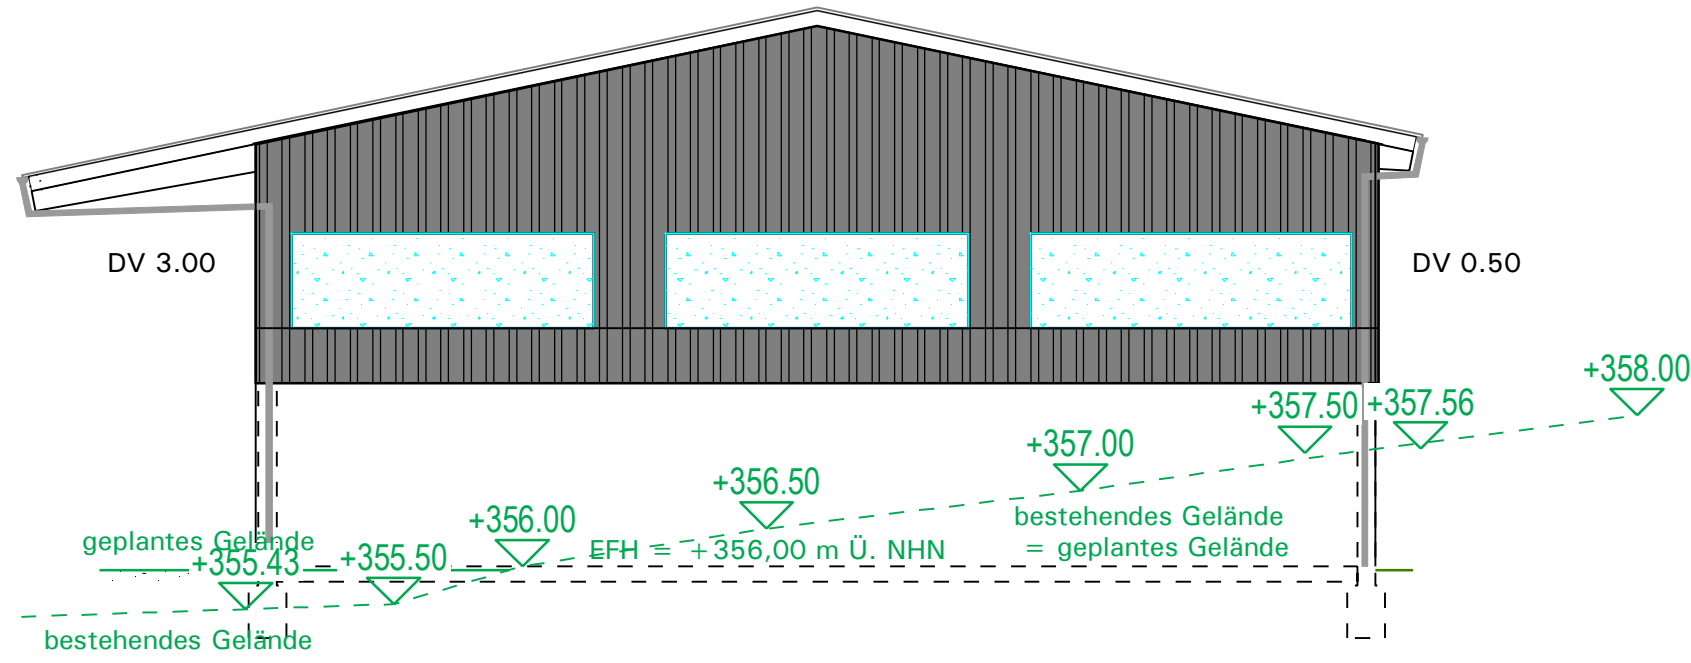 DV 3.00
DV 0.50
+358.00
+357.50
+357.56
+357.00
+356.50
+356.00
bestehendes Gelände
= geplantes Gelände
geplantes Gelände
+355.43
+355.50
EFH = +356,00 m Ü. NHN
bestehendes Gelände